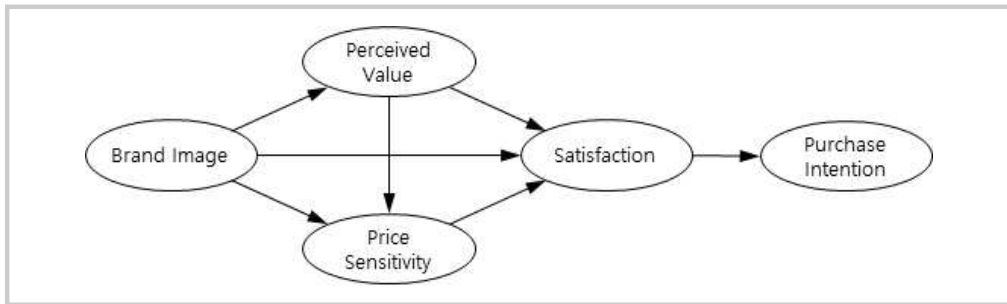 Perceived
Value
Brand Image
Satisfaction
Purchase
Intention
Price
Sensitivity